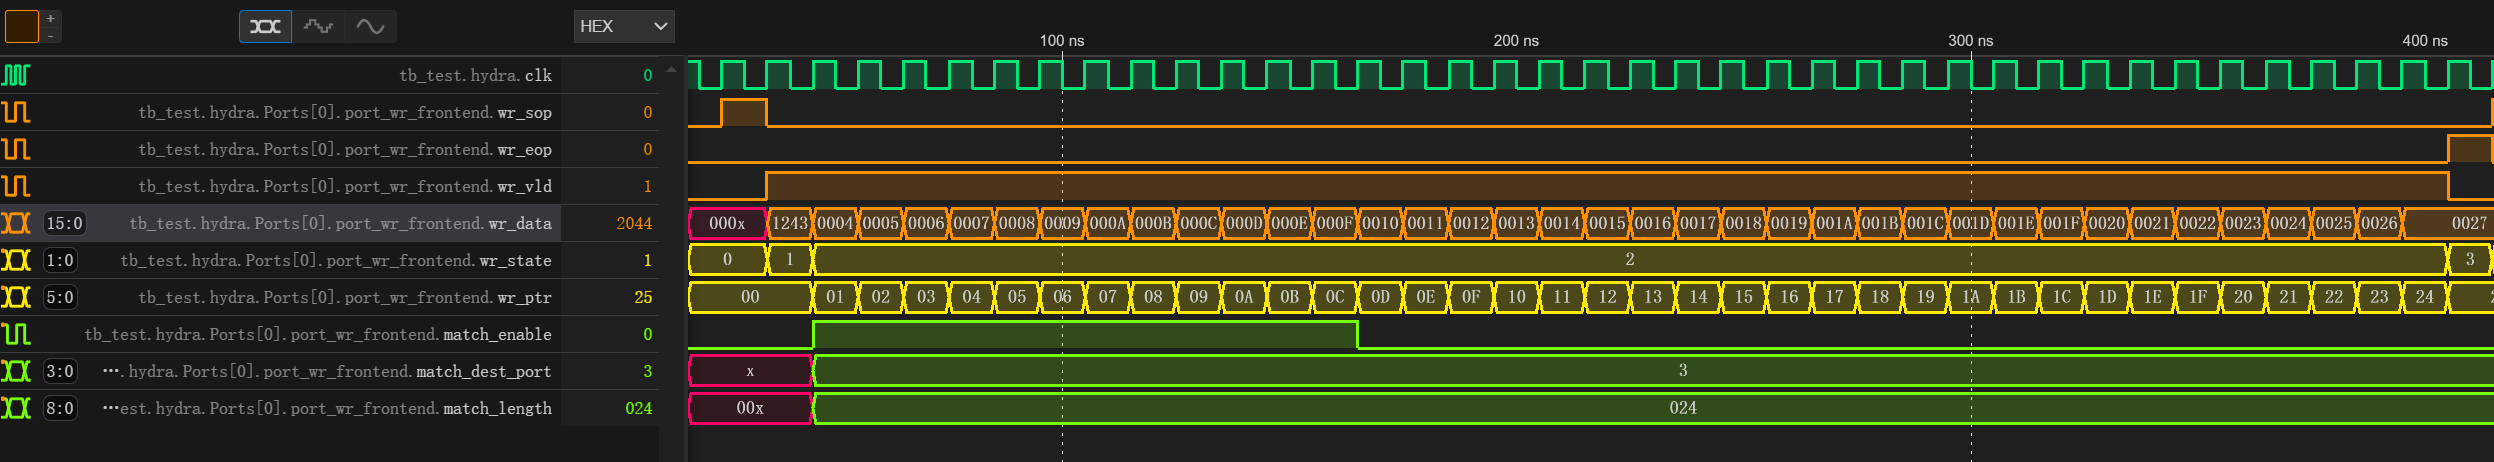 +
-
HEX
100 ns 200 ns 300 ns 400 ns
tb_test.hydra.clk 0
tb_test.hydra.Ports[0].port_wr_frontend.wr_sop 0
tb_test.hydra.Ports[0].port_wr_frontend.wr_eop 0
tb_test.hydra.Ports[0].port_wr_frontend.wr_vld 1
15:0 tb_test.hydra.Ports[0].port_wr_frontend.wr_data 2044 000x 1243 0004 0005 0006 0007 0008 0009 000A 000B 000C 000D 000E 000F 0010 0011 0012 0013 0014 0015 0016 0017 0018 0019 001A 001B 001C 001D 001E 001F 0020 0021 0022 0023 0024 0025 0026 0027
1:0 tb_test.hydra.Ports[0].port_wr_frontend.wr_state 1 0 1 2 3
5:0 tb_test.hydra.Ports[0].port_wr_frontend.wr_ptr 25 00 01 02 03 04 05 06 07 08 09 0A 0B 0C 0D 0E 0F 10 11 12 13 14 15 16 17 18 19 1A 1B 1C 1D 1E 1F 20 21 22 23 24
tb_test.hydra.Ports[0].port_wr_frontend.match_enable 0
3:0 ···.hydra.Ports[0].port_wr_frontend.match_dest_port 3 x 3
8:0 ···est.hydra.Ports[0].port_wr_frontend.match_length 024 00x 024